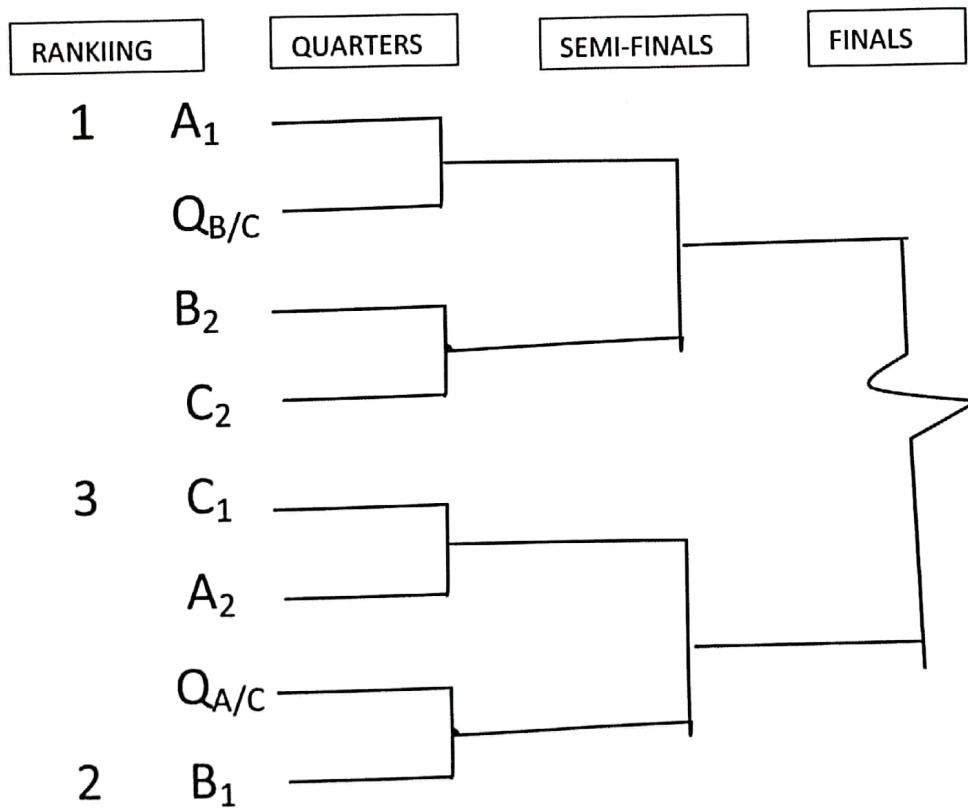 RANKIING QUARTERS SEMI-FINALS FINALS
1 A₁
Q_B/C
B₂
C₂
3 C₁
A₂
Q_A/C
2 B₁